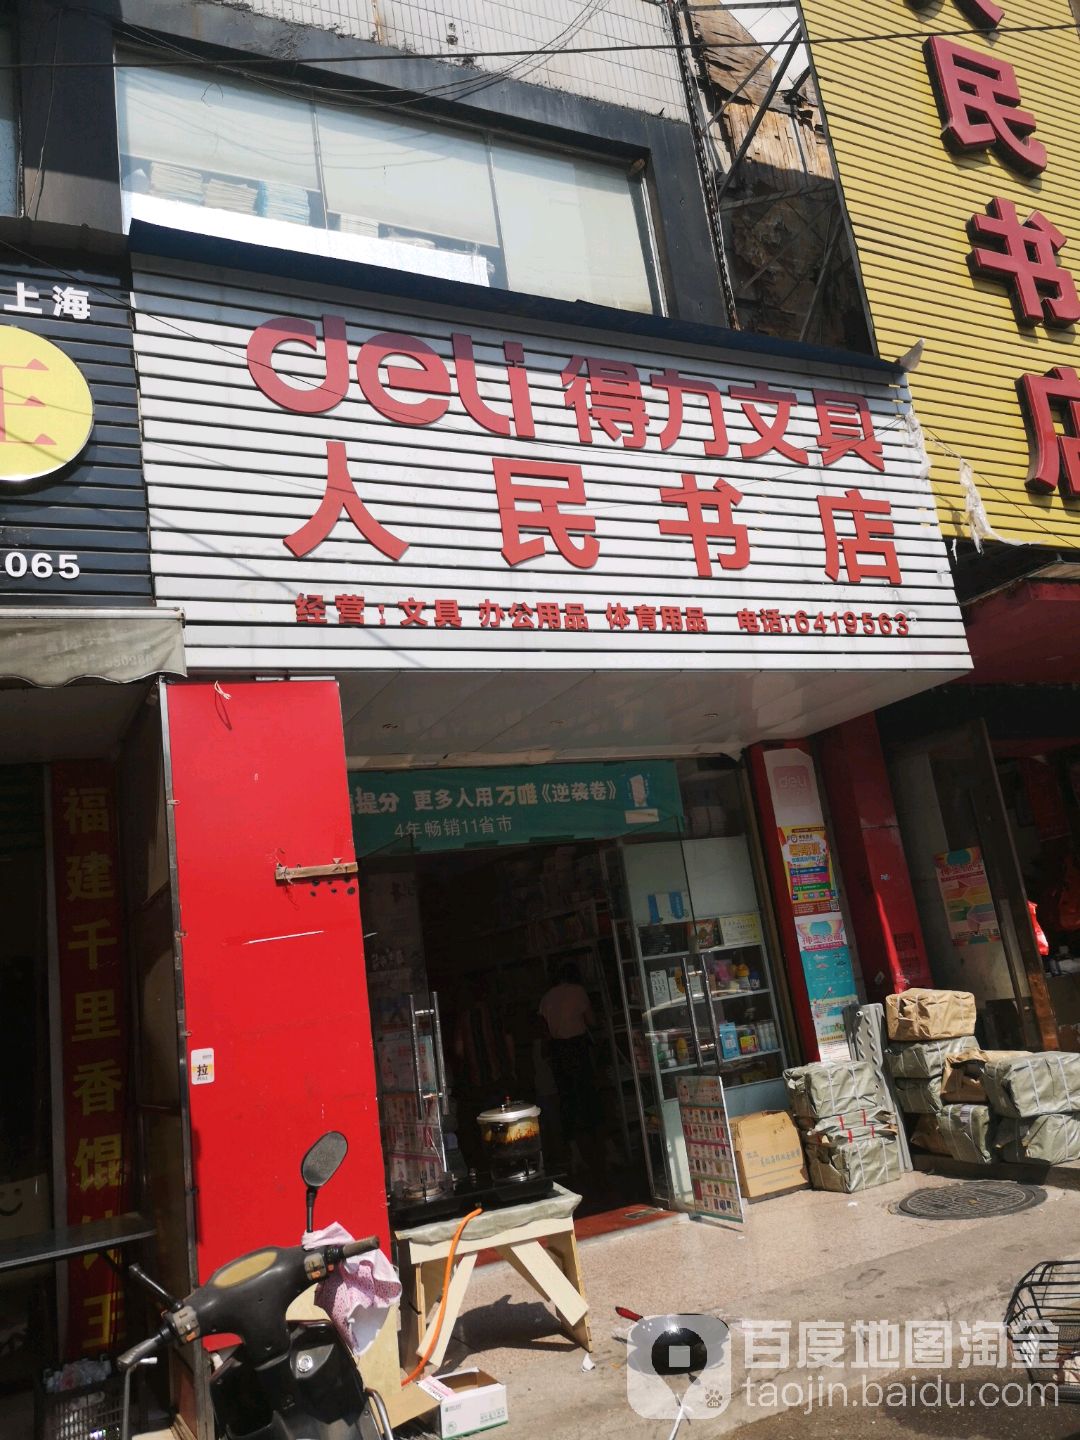 民书店
上海
王
065
deli 得力文具
人民书店
经营:文具 办公用品 体育用品 电话:6419563
提分 更多人用万唯《逆袭卷》
4年畅销11省市
福建千里香馄
王
拉
deli
百度地图淘金
taojin.baidu.com